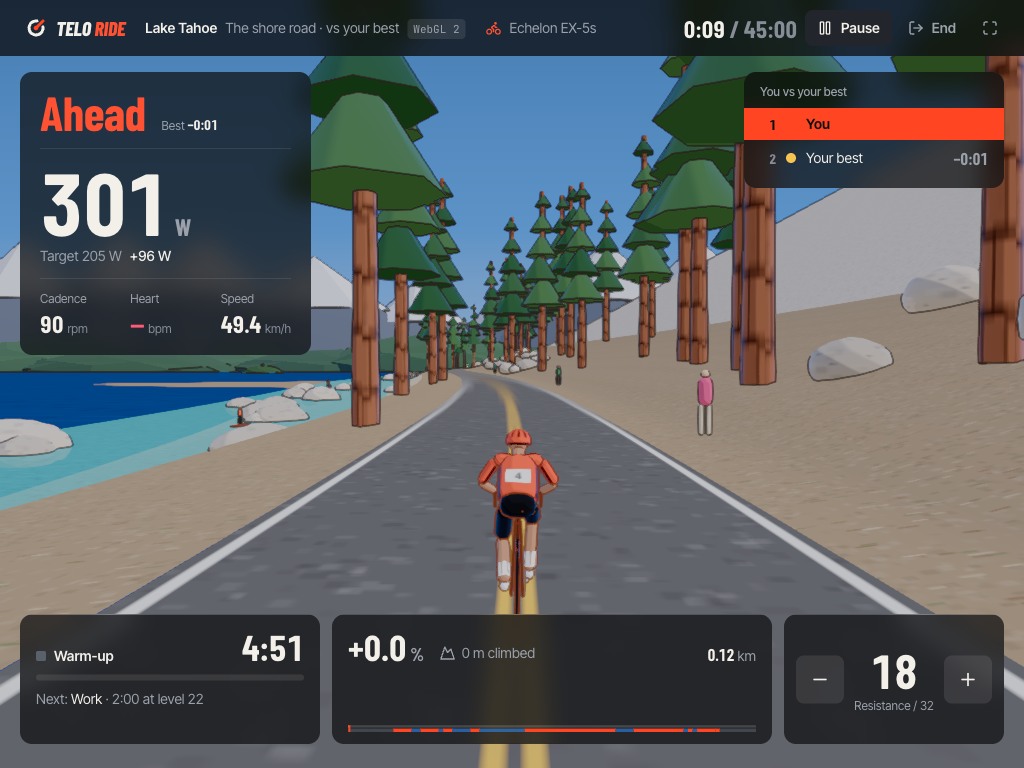 TELO RIDE Lake Tahoe The shore road · vs your best WebGL 2 Echelon EX-5s 0:09 / 45:00 Pause End
Ahead Best −0:01
301 W
Target 205 W +96 W
Cadence Heart Speed
90 rpm – bpm 49.4 km/h
You vs your best
1 You
2 Your best −0:01
4
Warm-up 4:51
Next: Work · 2:00 at level 22
+0.0 % 0 m climbed 0.12 km
− 18 +
Resistance / 32